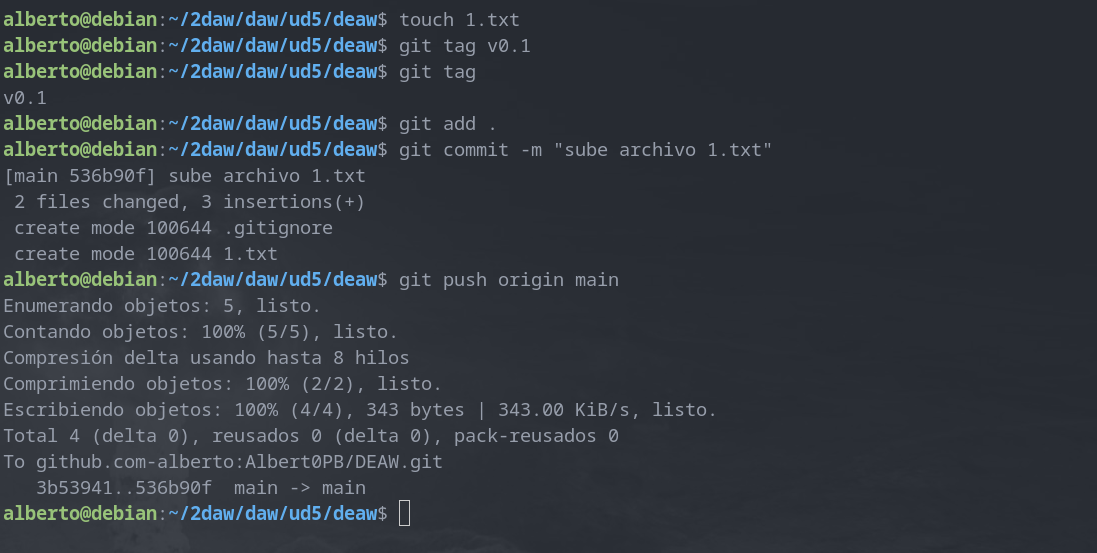 alberto@debian:~/2daw/daw/ud5/deaw$ touch 1.txt
alberto@debian:~/2daw/daw/ud5/deaw$ git tag v0.1
alberto@debian:~/2daw/daw/ud5/deaw$ git tag
v0.1
alberto@debian:~/2daw/daw/ud5/deaw$ git add .
alberto@debian:~/2daw/daw/ud5/deaw$ git commit -m "sube archivo 1.txt"
[main 536b90f] sube archivo 1.txt
 2 files changed, 3 insertions(+)
 create mode 100644 .gitignore
 create mode 100644 1.txt
alberto@debian:~/2daw/daw/ud5/deaw$ git push origin main
Enumerando objetos: 5, listo.
Contando objetos: 100% (5/5), listo.
Compresión delta usando hasta 8 hilos
Comprimiendo objetos: 100% (2/2), listo.
Escribiendo objetos: 100% (4/4), 343 bytes | 343.00 KiB/s, listo.
Total 4 (delta 0), reusados 0 (delta 0), pack-reusados 0
To github.com-alberto:Albert0PB/DEAW.git
   3b53941..536b90f  main -> main
alberto@debian:~/2daw/daw/ud5/deaw$